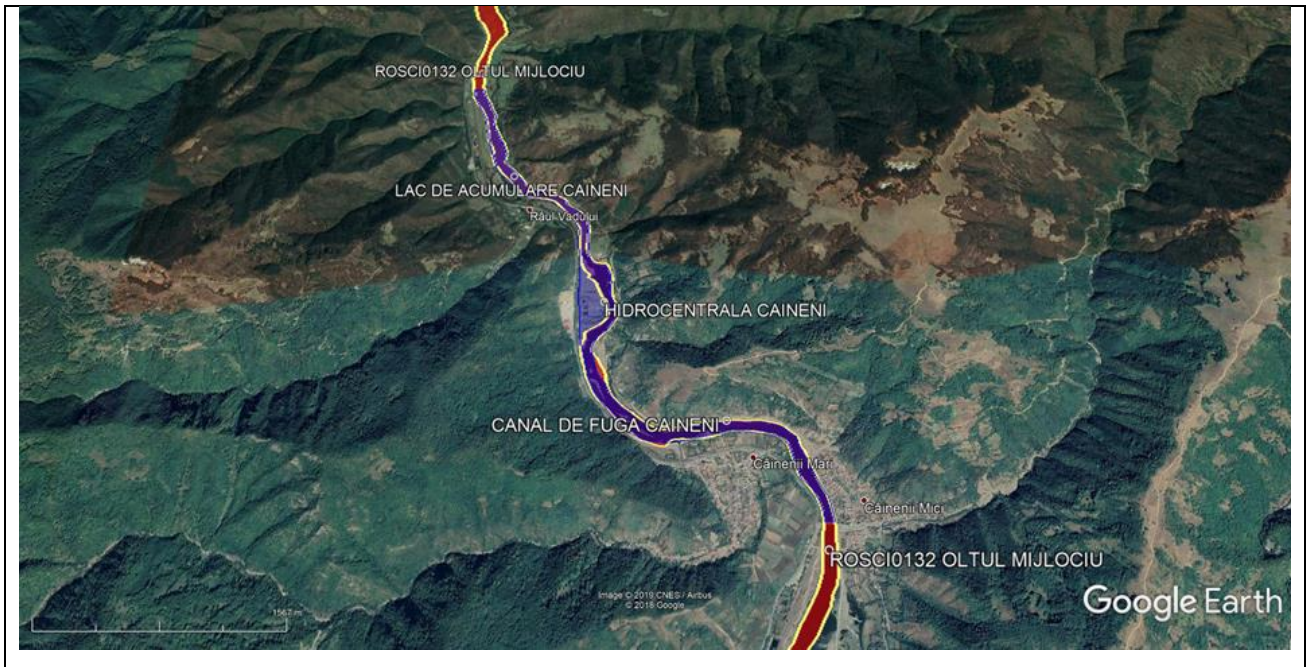 ROSCI0132 OLTUL MIJLOCIU
LAC DE ACUMULARE CAINENI
Râul Vadului
HIDROCENTRALA CAINENI
CANAL DE FUGA CAINENI
Câinenii Mari
Câinenii Mici
ROSCI0132 OLTUL MIJLOCIU
Image © 2019 CNES / Airbus
© 2018 Google
1567 m
Google Earth